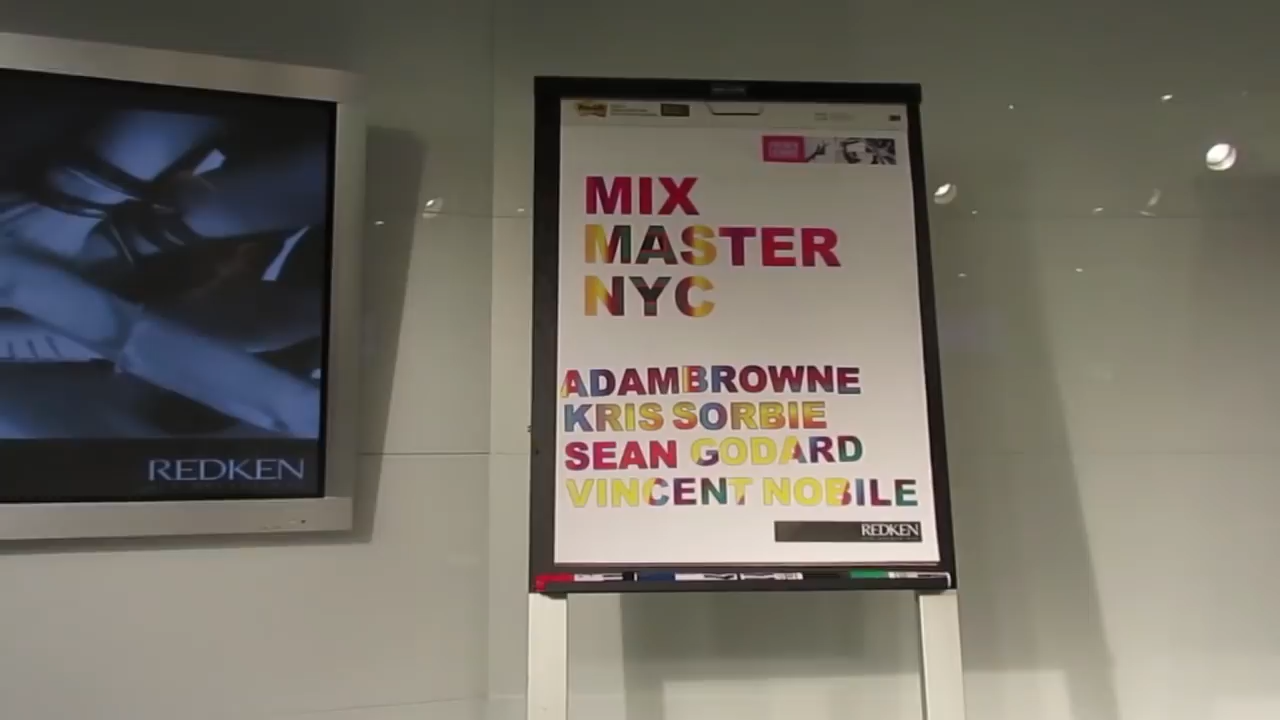 MIX
MASTER
NYC
ADAMBROWNE
KRIS SORBIE
SEAN GODARD
VINCENT NOBILE
REDKEN
REDKEN